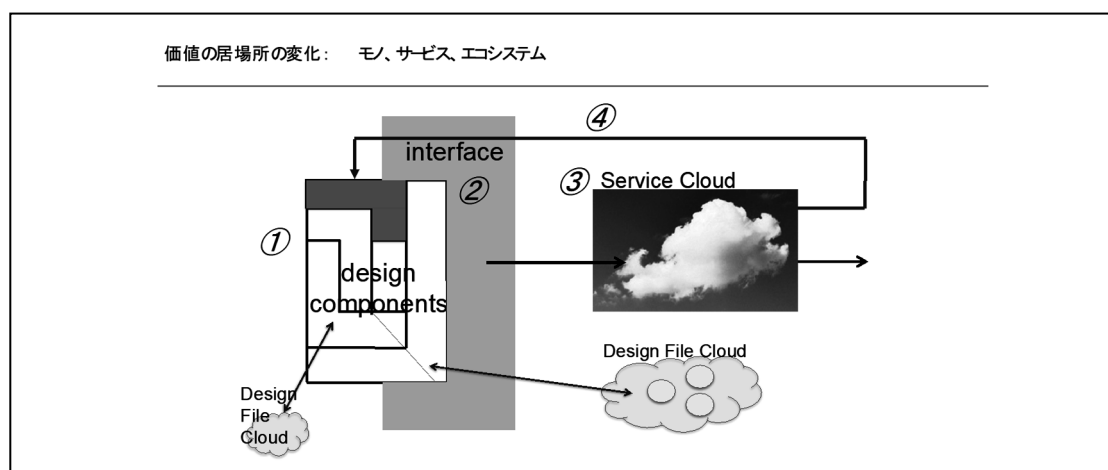 価値の居場所の変化: モノ、サービス、エコシステム
④
interface
②
③ Service Cloud
①
design
components
Design File Cloud
Design
File
Cloud